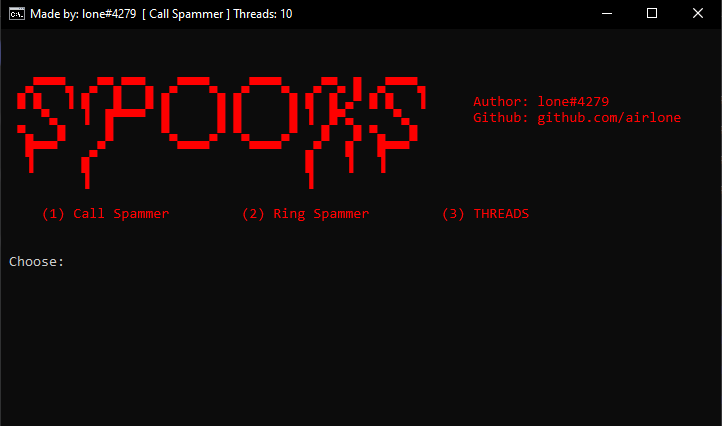 Made by: lone#4279 [ Call Spammer ] Threads: 10
SPOOKS
Author: lone#4279
Github: github.com/airlone
(1) Call Spammer (2) Ring Spammer (3) THREADS
Choose: